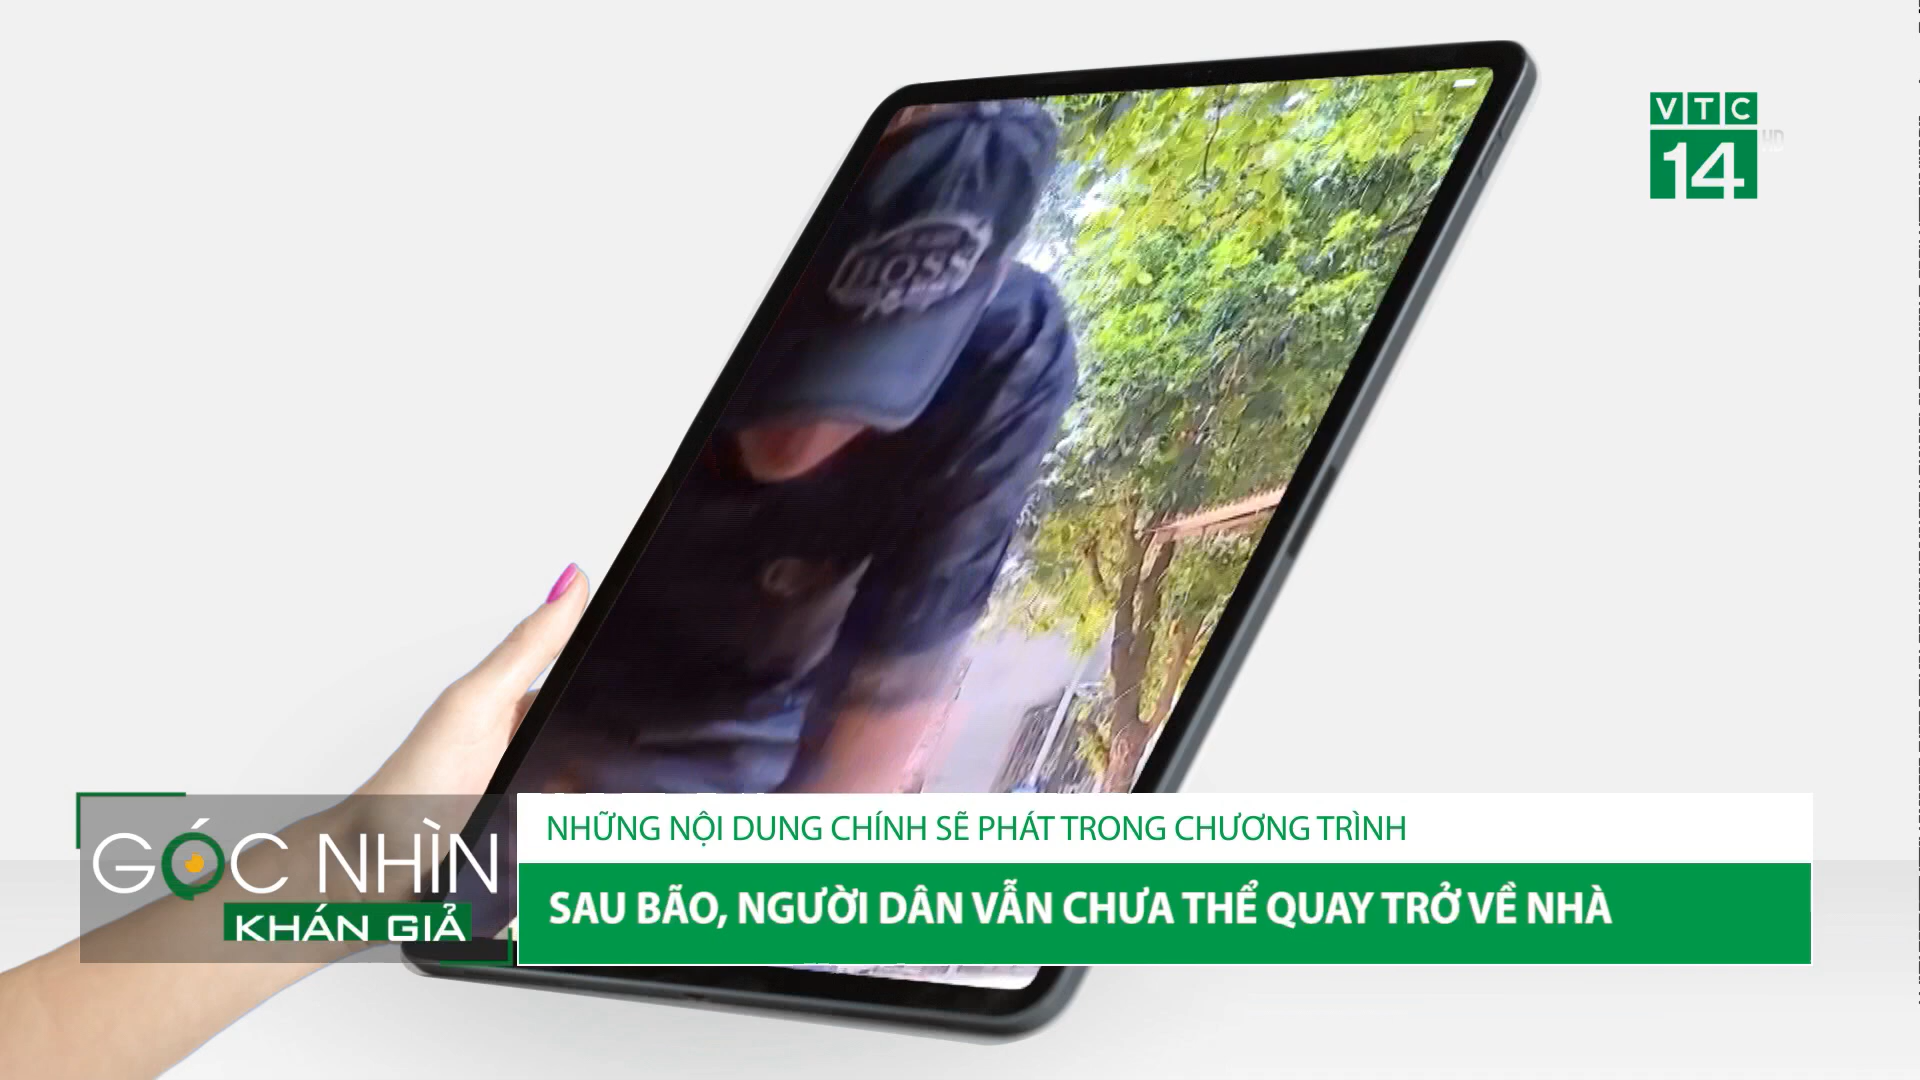 VTC
14
HD
BOSS
NHỮNG NỘI DUNG CHÍNH SẼ PHÁT TRONG CHƯƠNG TRÌNH
GÓC NHÌN
KHÁN GIẢ
SAU BÃO, NGƯỜI DÂN VẪN CHƯA THỂ QUAY TRỞ VỀ NHÀ